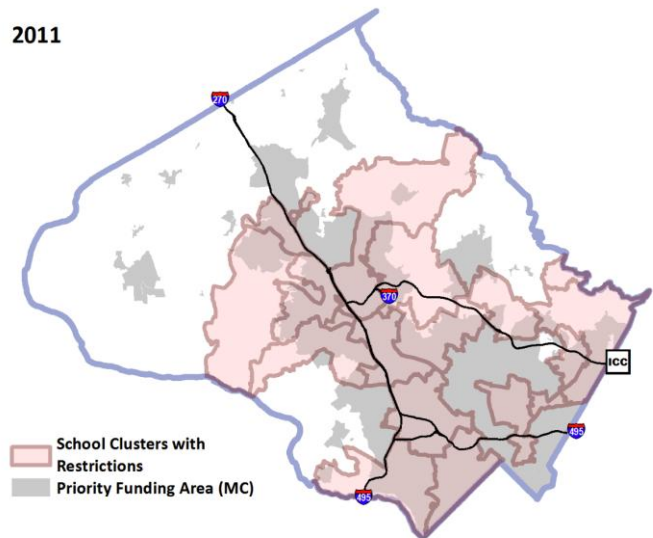 2011
270
370
ICC
495
School Clusters with
Restrictions
Priority Funding Area (MC)
495